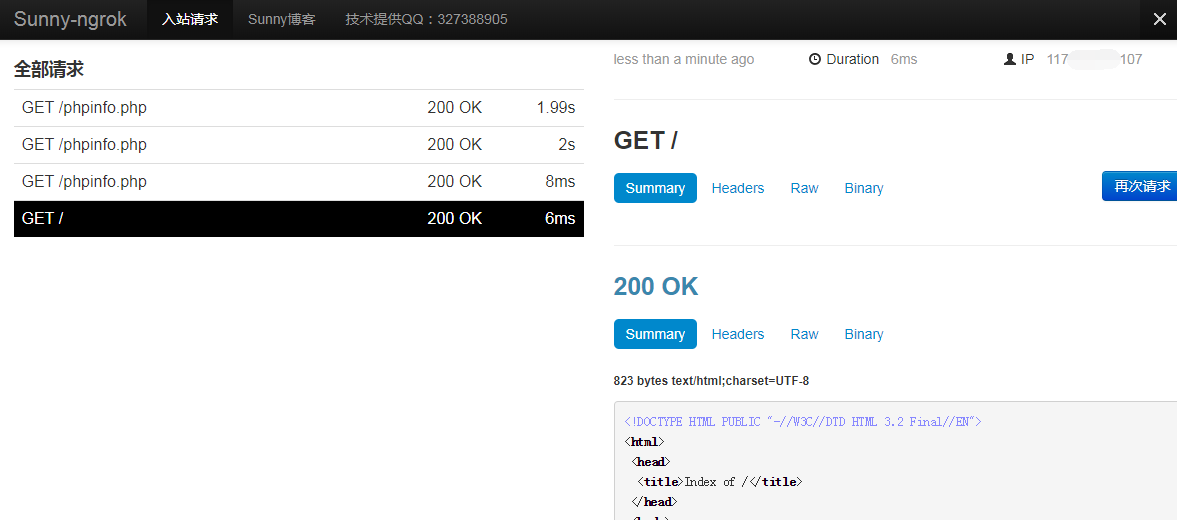 Sunny-ngrok 入站请求 Sunny博客 技术提供QQ：327388905
全部请求
GET /phpinfo.php 200 OK 1.99s
GET /phpinfo.php 200 OK 2s
GET /phpinfo.php 200 OK 8ms
GET / 200 OK 6ms
less than a minute ago Duration 6ms IP 117 107
GET /
Summary Headers Raw Binary 再次请求
200 OK
Summary Headers Raw Binary
823 bytes text/html;charset=UTF-8
<!DOCTYPE HTML PUBLIC "-//W3C//DTD HTML 3.2 Final//EN">
<html>
<head>
<title>Index of /</title>
</head>